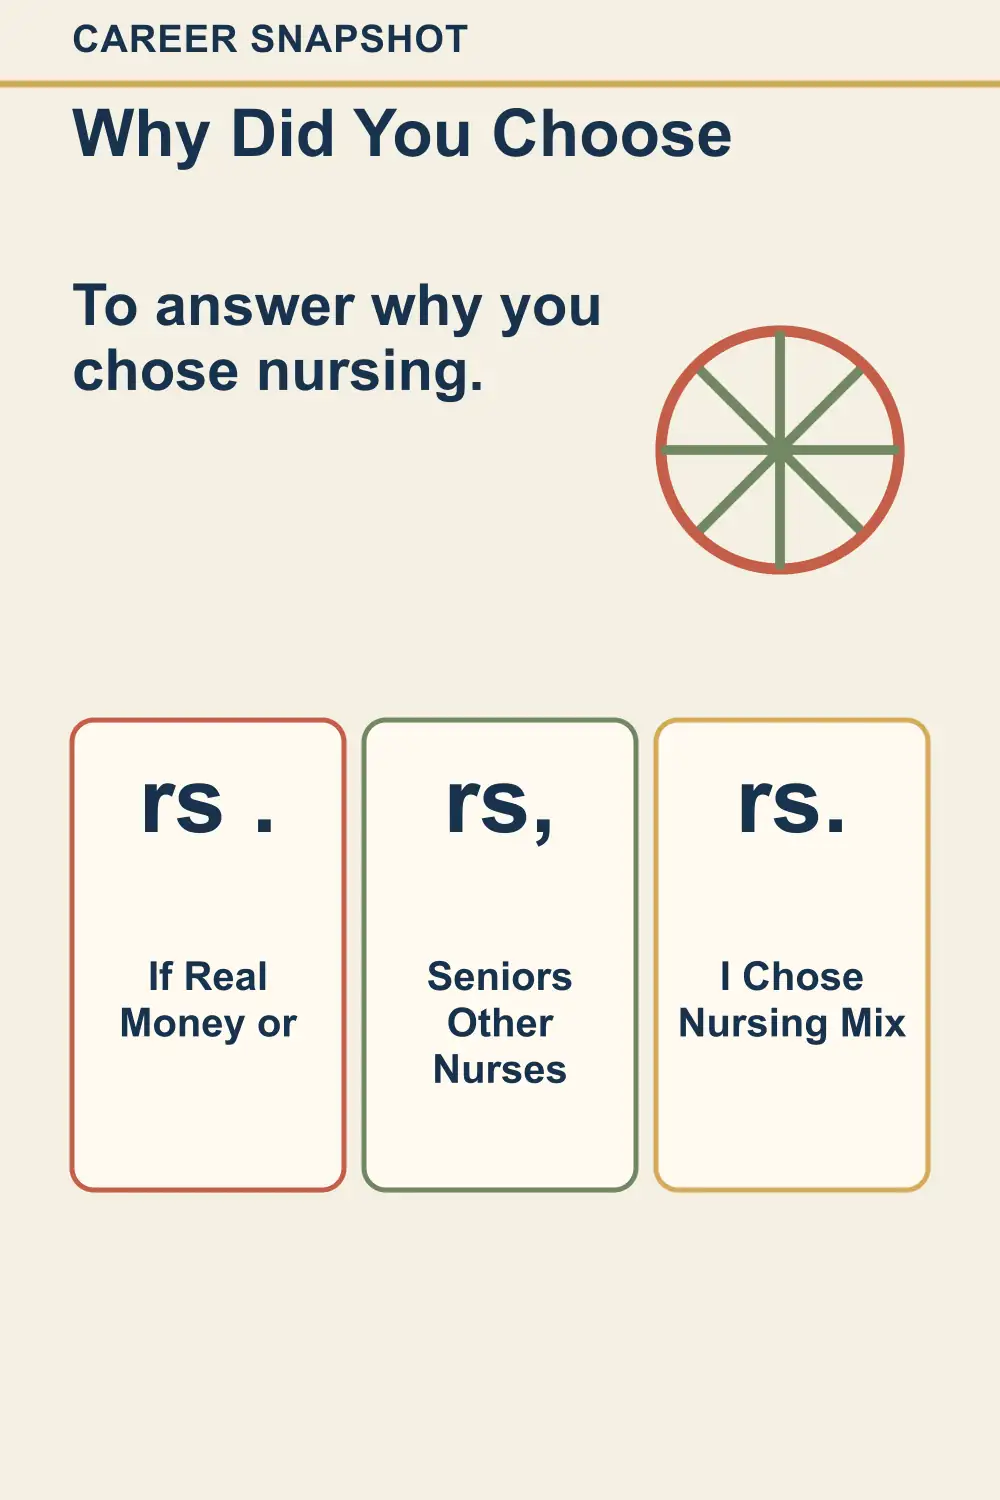 CAREER SNAPSHOT
Why Did You Choose
To answer why you
chose nursing.
rs .
If Real
Money or
rs,
Seniors
Other
Nurses
rs.
I Chose
Nursing Mix